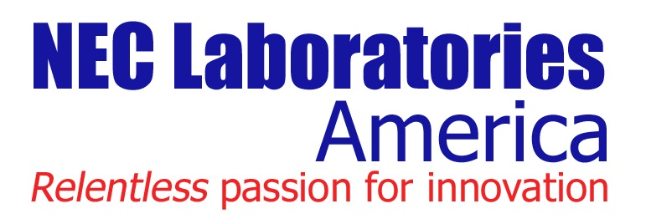 NEC Laboratories
America
Relentless passion for innovation